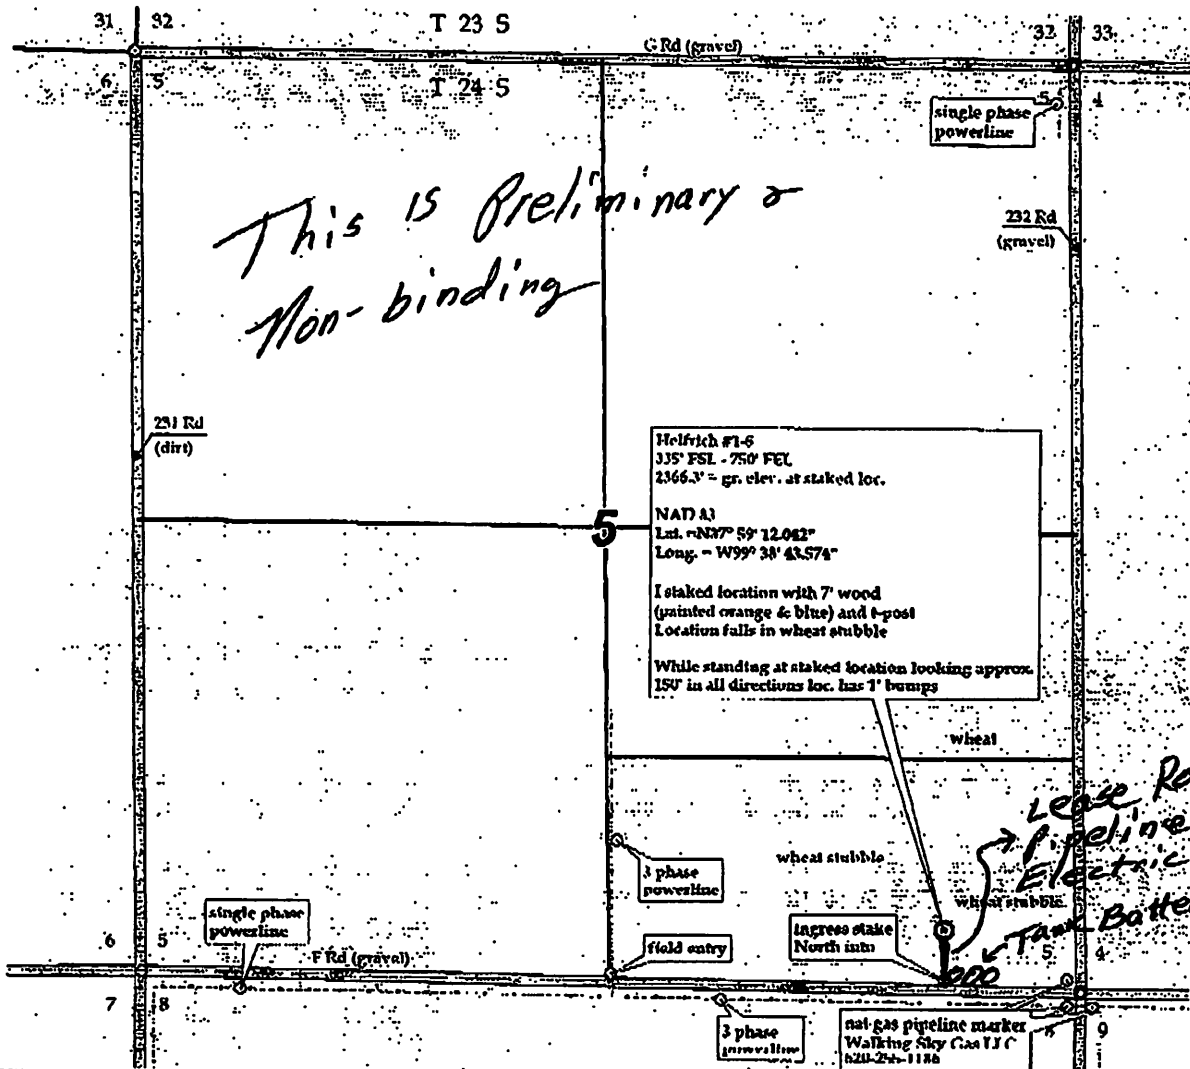 31 32
T 23 S
G Rd (gravel)
32 33
6 5
T 24 S
5 4
single phase
powerline
This is Preliminary &
Non-binding
232 Rd
(gravel)
231 Rd
(dirt)
5
Helfrich #1-5
335' FSL - 750' FEL
2366.3' = gr. elev. at staked loc.
NAD 83
Lat. = N37° 59' 12.042"
Long. = W99° 38' 43.574"
I staked location with 7' wood
(painted orange & blue) and t-post
Location falls in wheat stubble
While standing at staked location looking approx.
150' in all directions loc. has 1' bumps
wheat
Lease Ro
Pipeline
Electric
wheat stubble
3 phase
powerline
wheat stubble
Tank Batte
single phase
powerline
ingress stake
North into
6 5
F Rd (gravel)
field entry
5 4
7 8
3 phase
powerline
nat-gas pipeline marker
Walking Sky Gas LLC
8 9